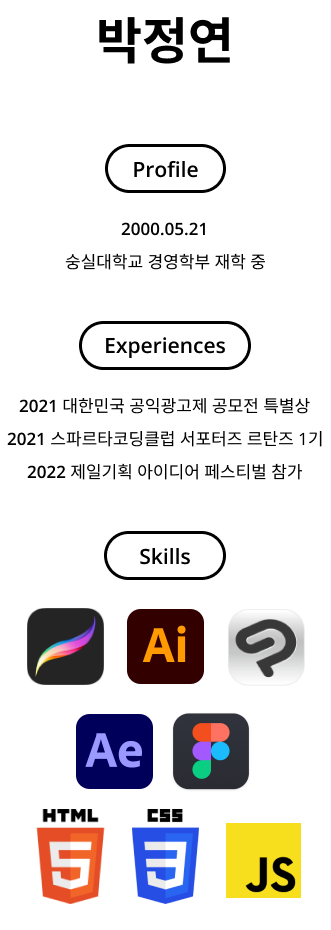 박정연
Profile
2000.05.21
숭실대학교 경영학부 재학 중
Experiences
2021 대한민국 공익광고제 공모전 특별상
2021 스파르타코딩클럽 서포터즈 르탄즈 1기
2022 제일기획 아이디어 페스티벌 참가
Skills
Ai
Ae
HTML CSS
5 3 JS